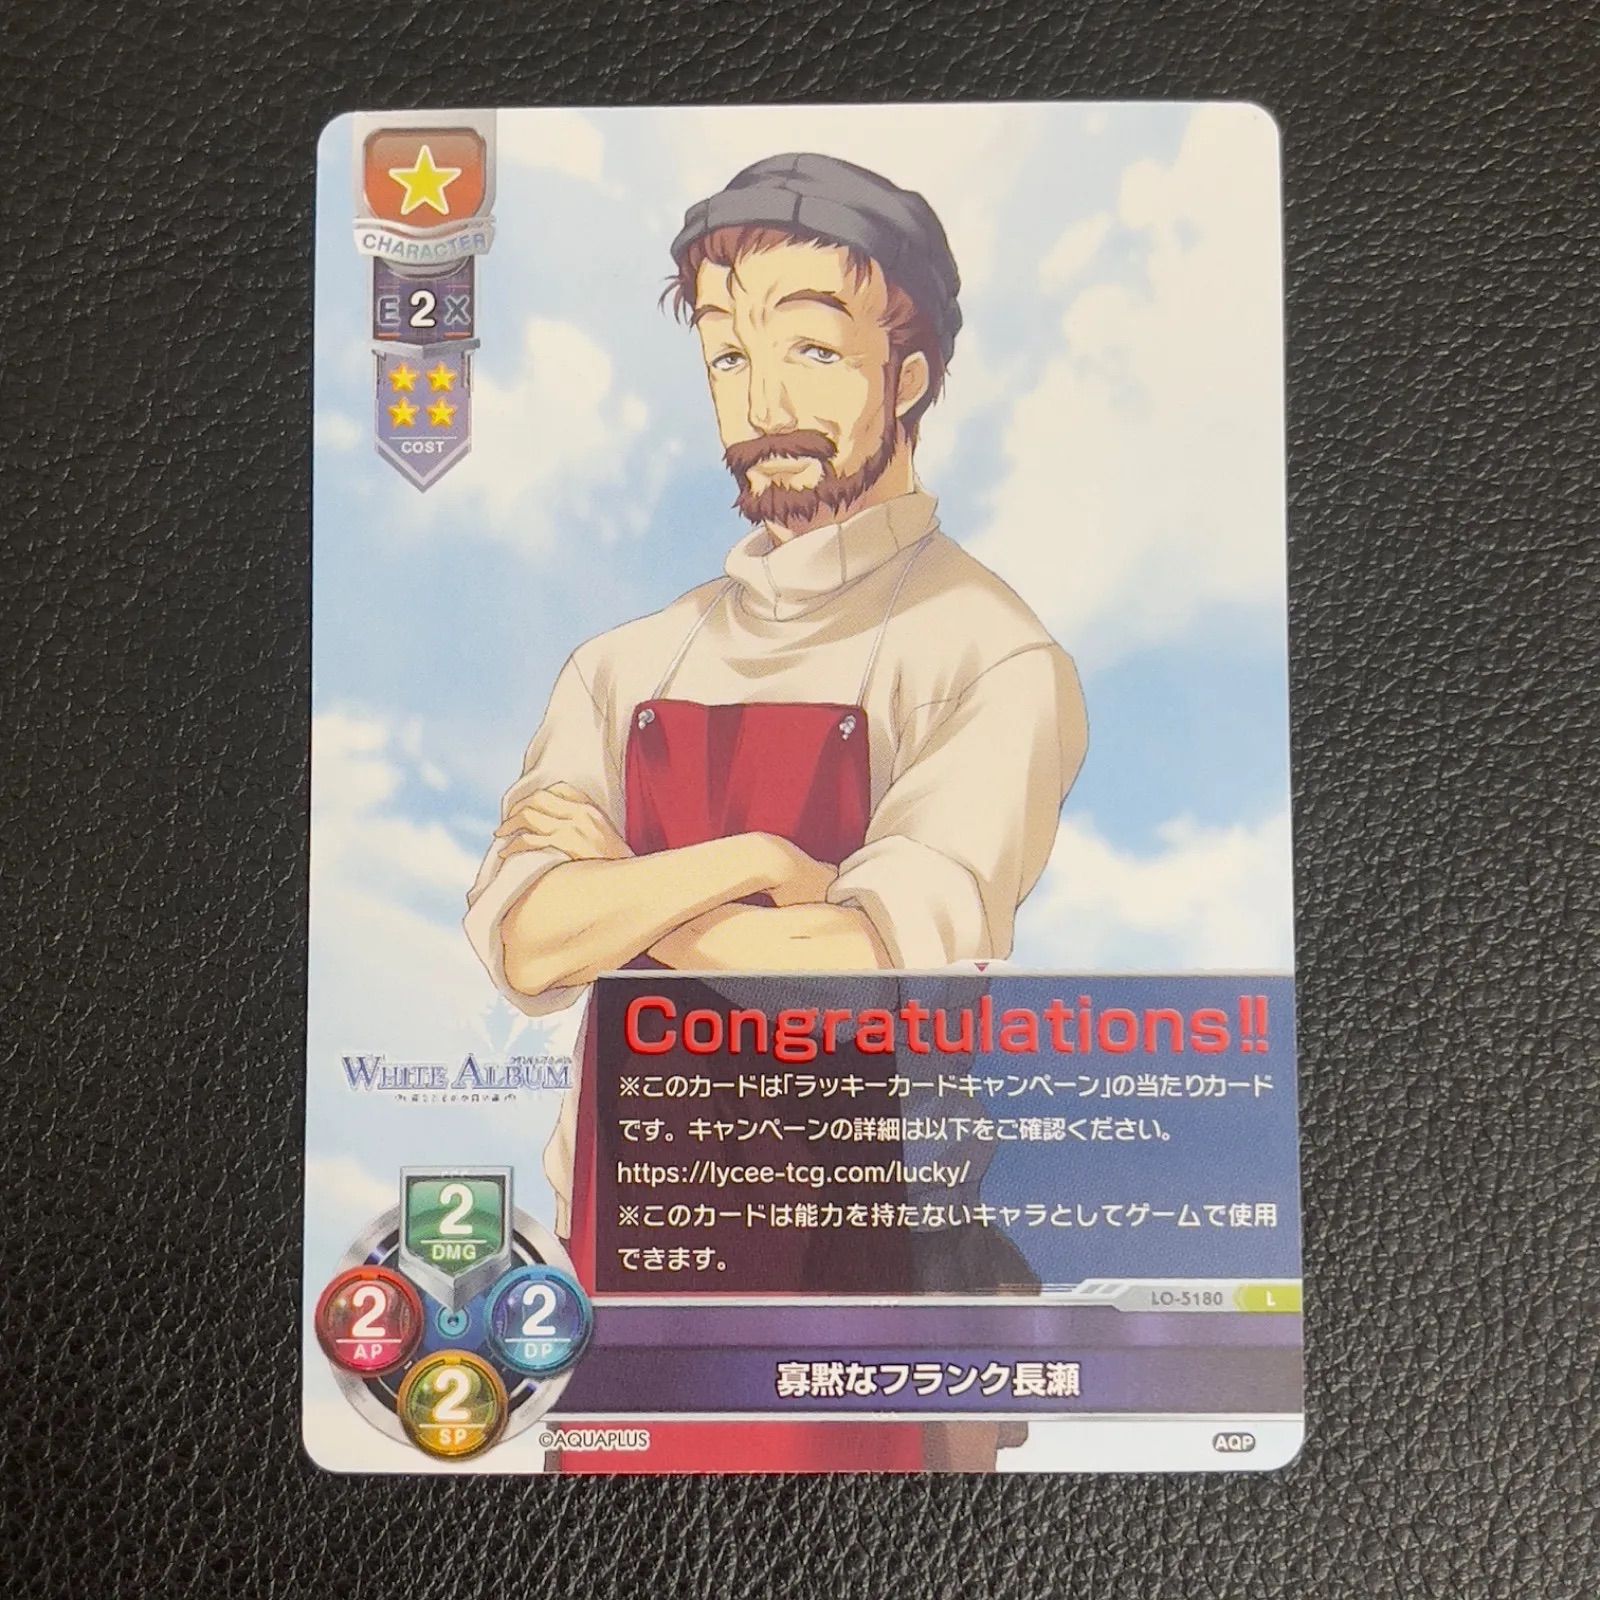 CHARACTER
E 2 X
COST
Congratulations!!
※このカードは「ラッキーカードキャンペーン」の当たりカード
です。キャンペーンの詳細は以下をご確認ください。
https://lycee-tcg.com/lucky/
※このカードは能力を持たないキャラとしてゲームで使用
できます。
WHITE ALBUM
2
DMG
2
AP
2
DP
2
SP
LO-5180
L
寡黙なフランク長瀬
©AQUAPLUS
AQP